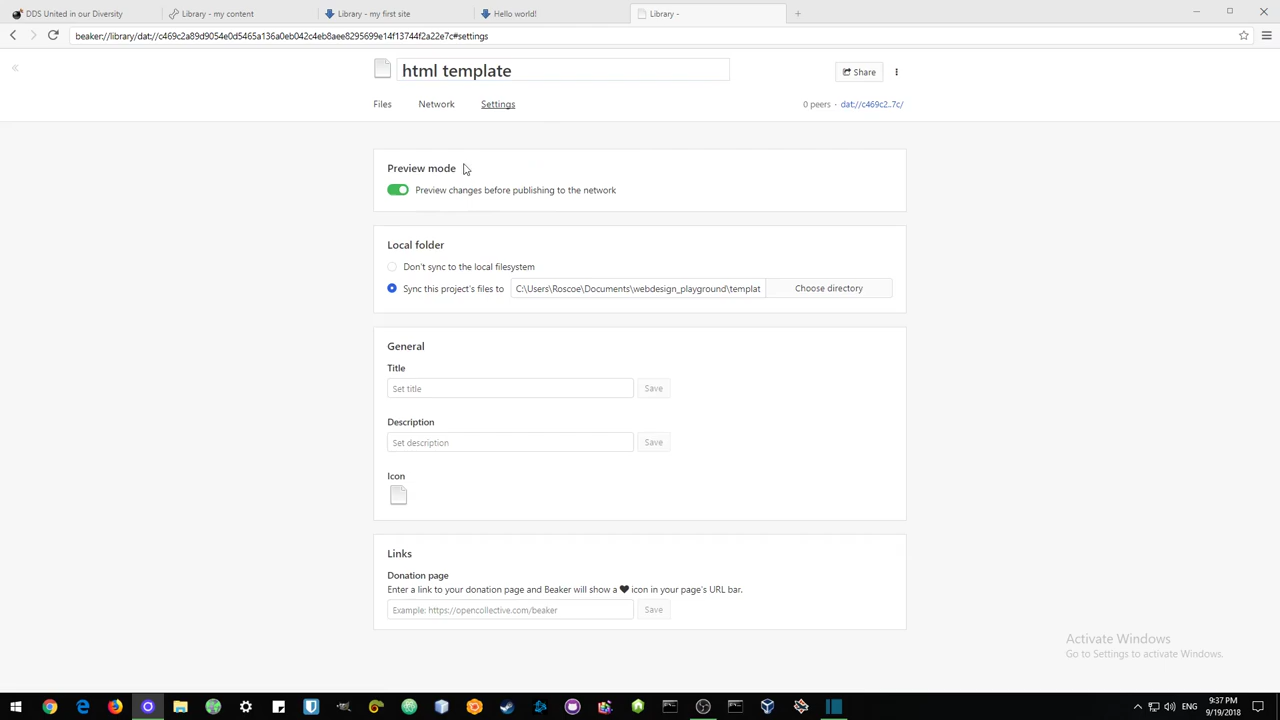 DDS United in our Diversity
Library - my content
Library - my first site
Hello world!
Library -
beaker://library/dat://c469c2a89d9054e0d5465a136a0eb042c4eb8aee8295699e14f13744f2a22e7c#settings
html template
Share
Files Network Settings
0 peers · dat://c469c2..7c/
Preview mode
Preview changes before publishing to the network
Local folder
Don't sync to the local filesystem
Sync this project's files to C:\Users\Roscoe\Documents\webdesign_playground\templat Choose directory
General
Title
Set title Save
Description
Set description Save
Icon
Links
Donation page
Enter a link to your donation page and Beaker will show a icon in your page's URL bar.
Example: https://opencollective.com/beaker Save
Activate Windows
Go to Settings to activate Windows.
ENG
9:37 PM
9/19/2018